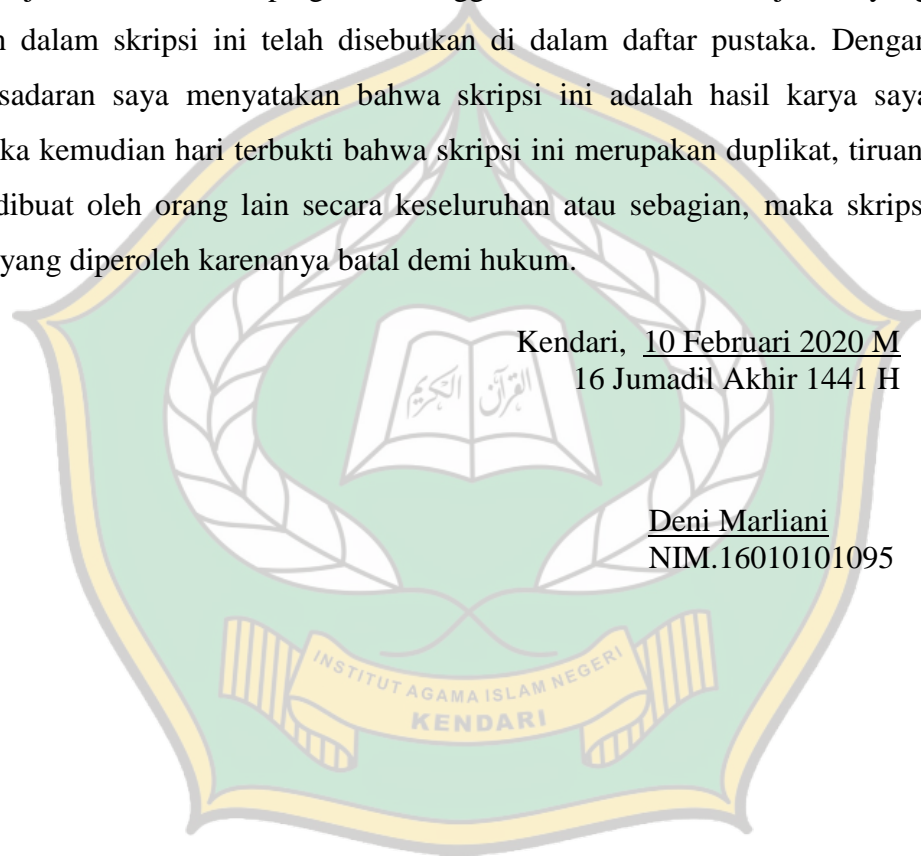 dalam skripsi ini telah disebutkan di dalam daftar pustaka. Dengan
saya menyatakan bahwa skripsi ini adalah hasil karya saya
kemudian hari terbukti bahwa skripsi ini merupakan duplikat, tiruan
dibuat oleh orang lain secara keseluruhan atau sebagian, maka skripsi
yang diperoleh karenanya batal demi hukum.
Kendari, 10 Februari 2020 M
16 Jumadil Akhir 1441 H
القرآن الكريم
Deni Marliani
NIM.16010101095
INSTITUT AGAMA ISLAM NEGERI
KENDARI